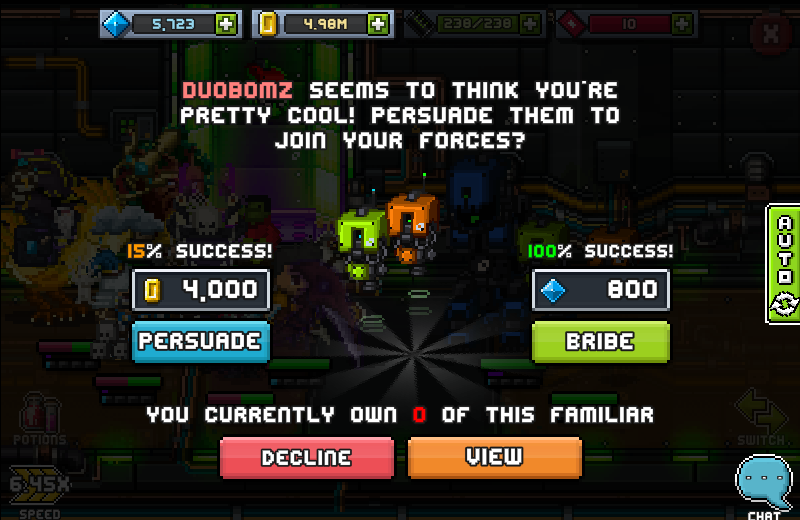 5,723
4.98M
238/238
10
X
DUOBOMZ SEEMS TO THINK YOU'RE
PRETTY COOL! PERSUADE THEM TO
JOIN YOUR FORCES?
15% SUCCESS!
100% SUCCESS!
4,000
800
PERSUADE
BRIBE
AUTO
YOU CURRENTLY OWN 0 OF THIS FAMILIAR
POTIONS
SWITCH
DECLINE
VIEW
6.45X
SPEED
CHAT